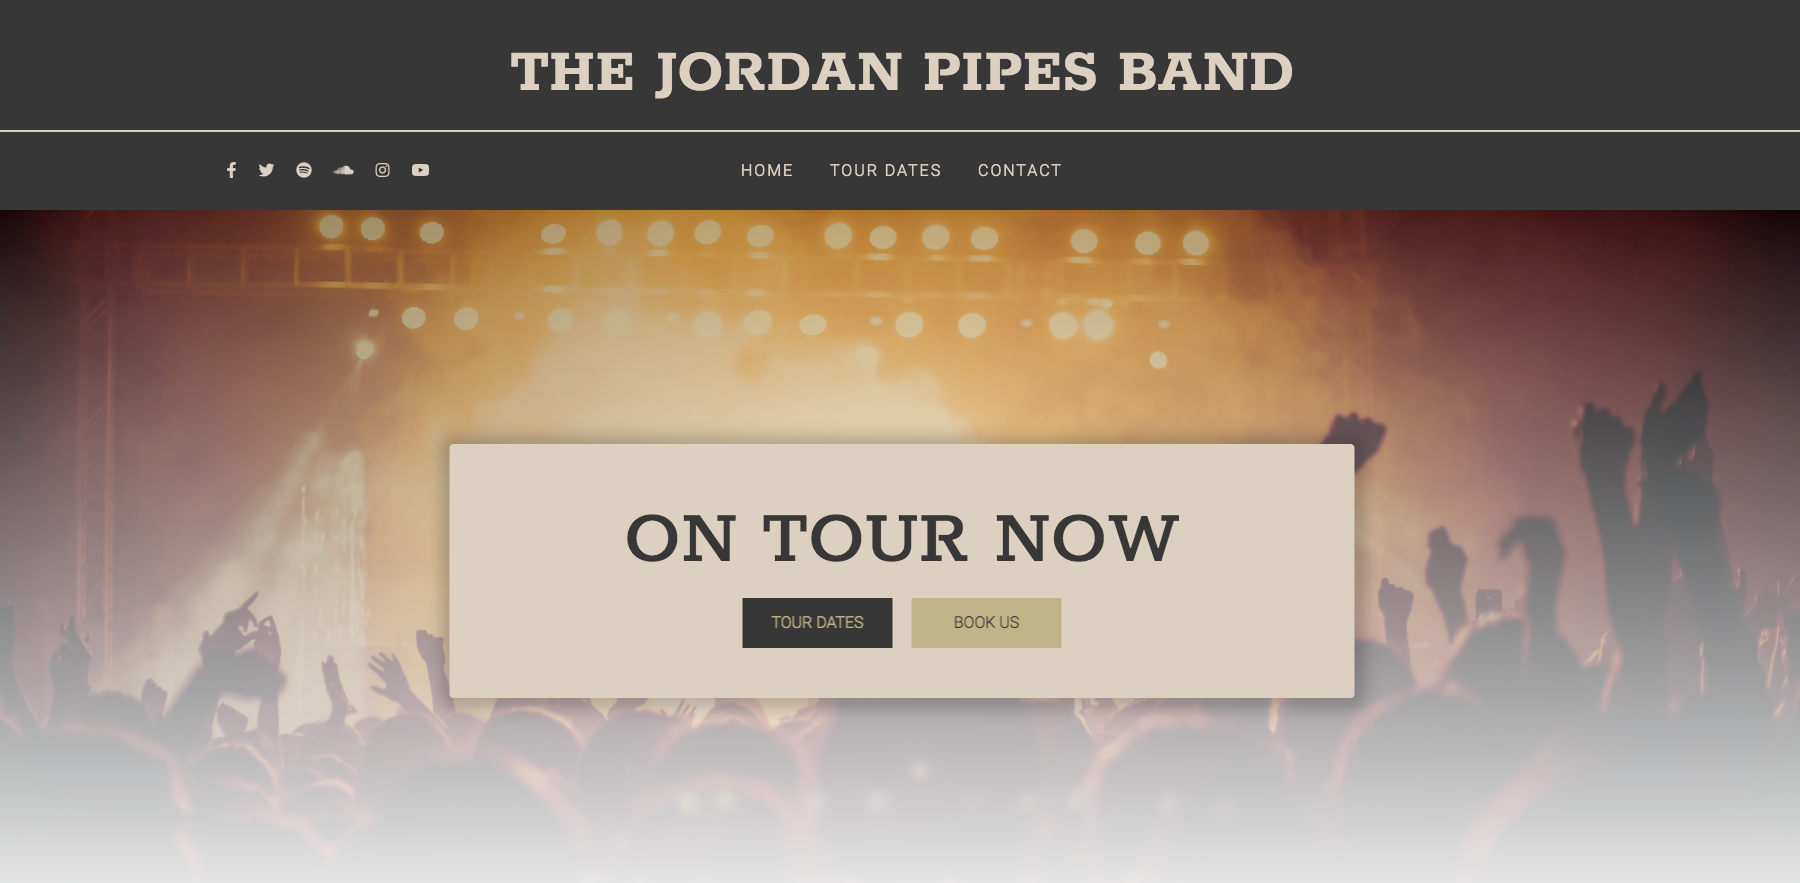 THE JORDAN PIPES BAND
HOME TOUR DATES CONTACT
ON TOUR NOW
TOUR DATES BOOK US